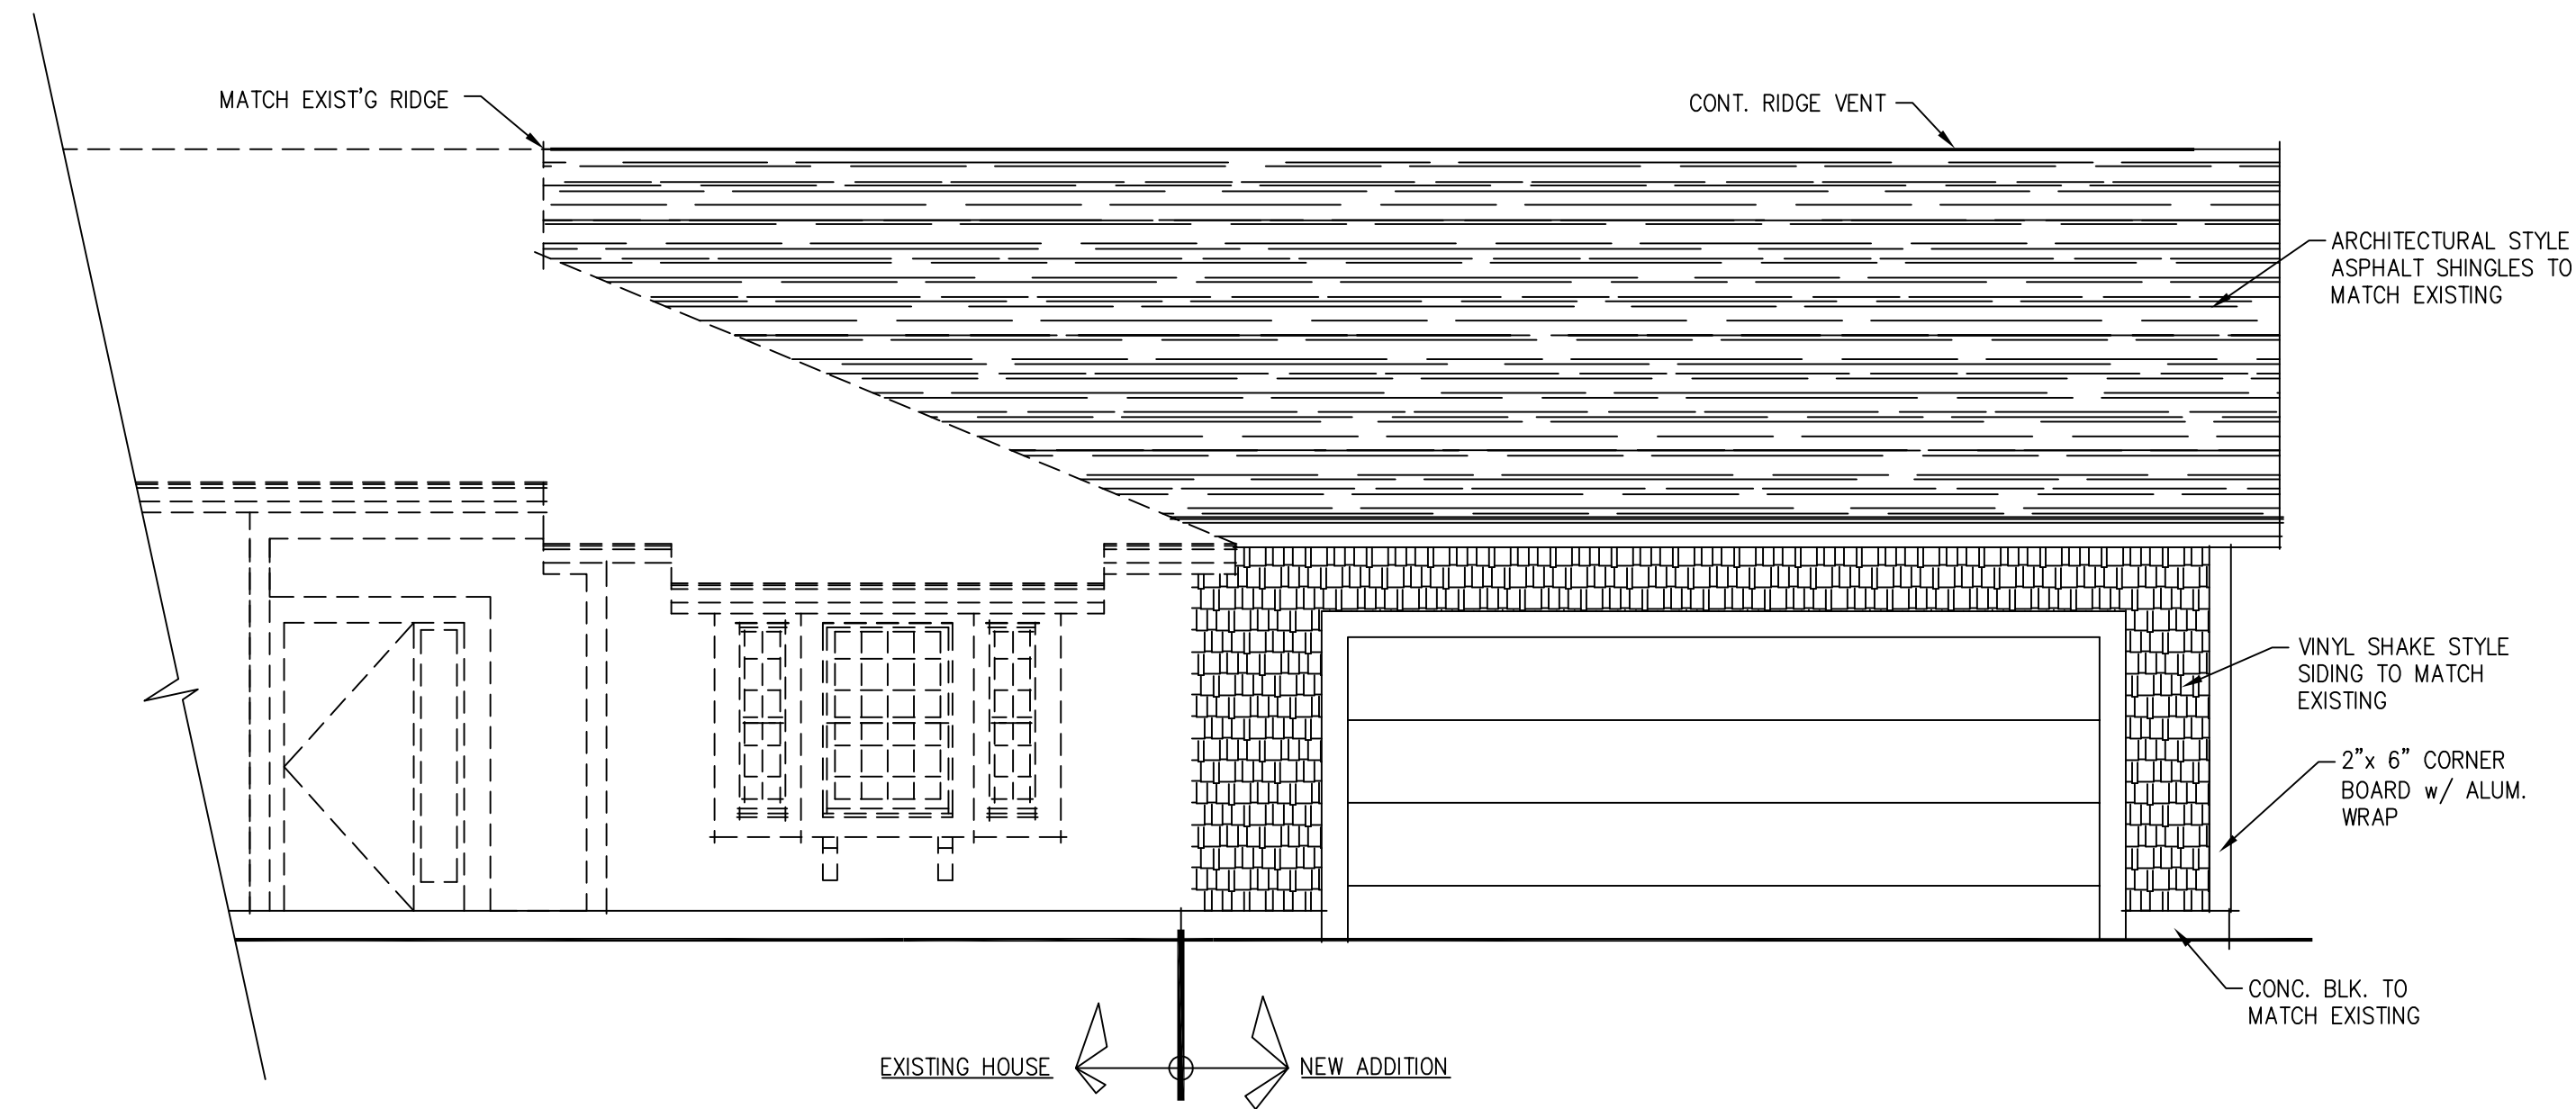 MATCH EXIST'G RIDGE
CONT. RIDGE VENT
ARCHITECTURAL STYLE
ASPHALT SHINGLES TO
MATCH EXISTING
VINYL SHAKE STYLE
SIDING TO MATCH
EXISTING
2"x 6" CORNER
BOARD w/ ALUM.
WRAP
CONC. BLK. TO
MATCH EXISTING
EXISTING HOUSE
NEW ADDITION